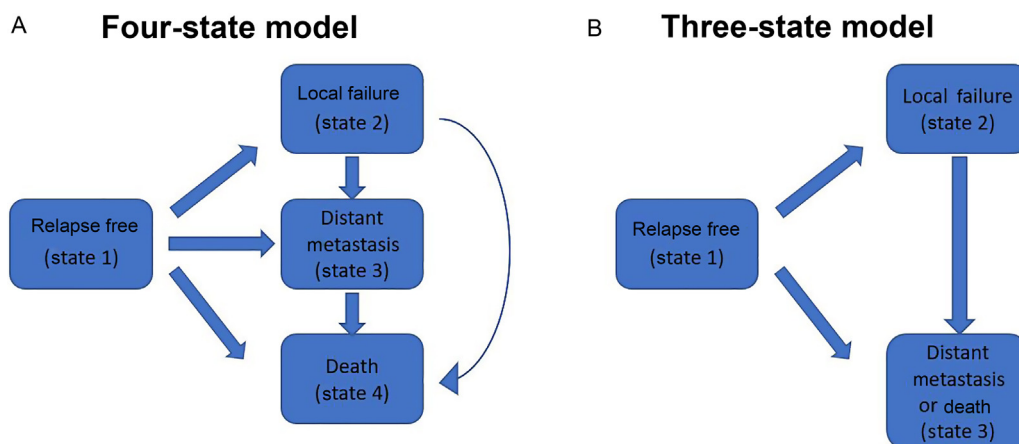 A
Four-state model
Local failure
(state 2)
Relapse free
(state 1)
Distant
metastasis
(state 3)
Death
(state 4)
B
Three-state model
Local failure
(state 2)
Relapse free
(state 1)
Distant
metastasis
or death
(state 3)